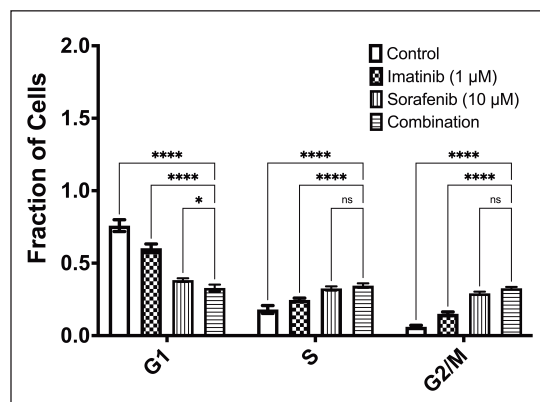 Fraction of Cells
2.0
1.5
1.0
0.5
0.0
Control
Imatinib (1 µM)
Sorafenib (10 µM)
Combination
****
****
*
****
****
ns
****
****
ns
G1
S
G2/M